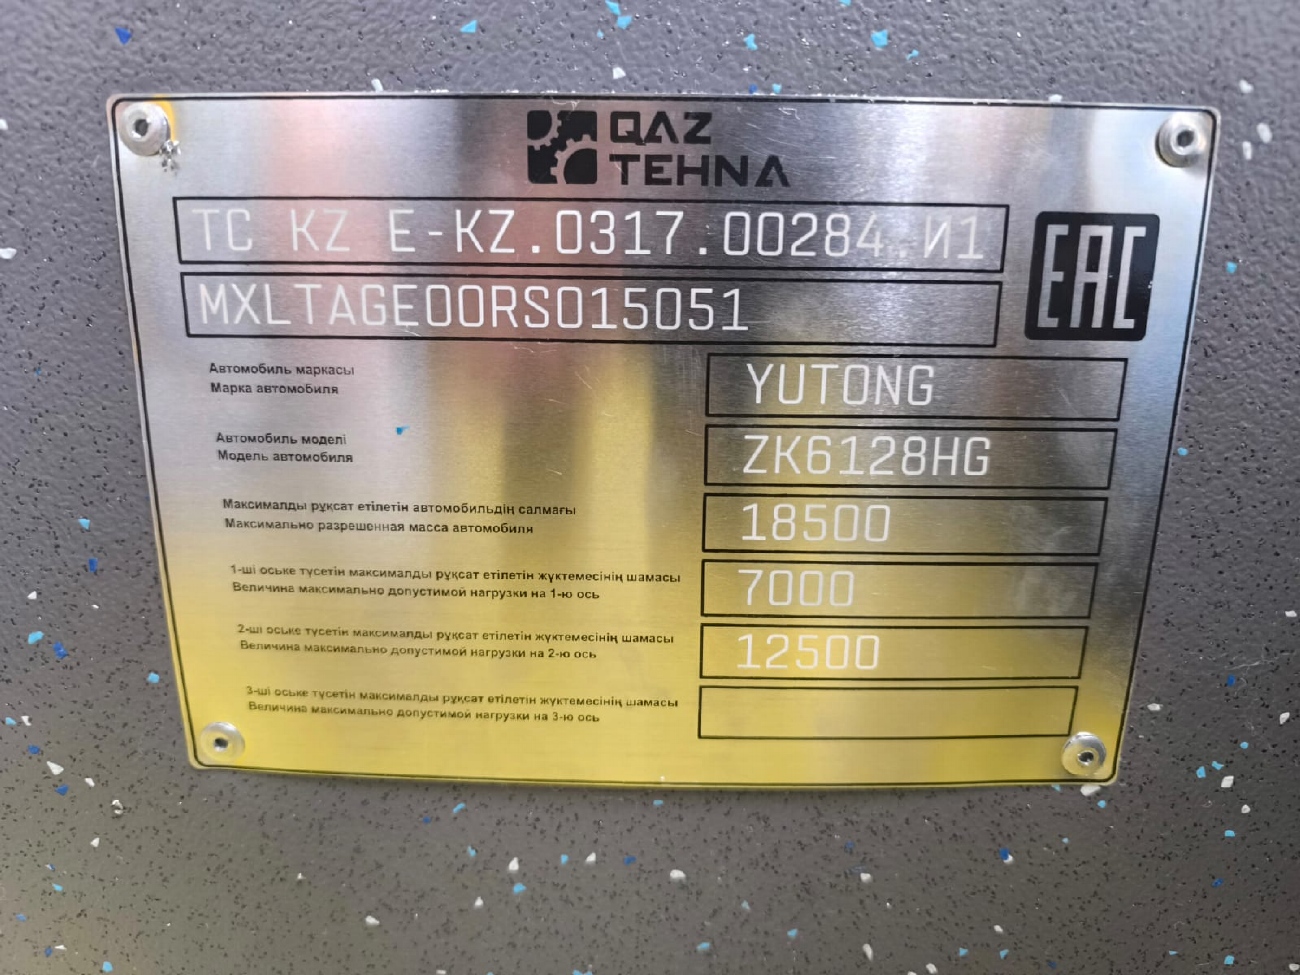 QAZ
TEHNA
TC KZ E-KZ.0317.00284.И1
EAC
MXLTAGE00RS015051
Автомобиль маркасы
Марка автомобиля
YUTONG
Автомобиль моделі
Модель автомобиля
ZK6128HG
Максималды рұқсат етілетін автомобильдің салмағы
Максимально разрешенная масса автомобиля
18500
1-ші оське түсетін максималды рұқсат етілетін жүктемесінің шамасы
Величина максимально допустимой нагрузки на 1-ю ось
7000
2-ші оське түсетін максималды рұқсат етілетін жүктемесінің шамасы
Величина максимально допустимой нагрузки на 2-ю ось
12500
3-ші оське түсетін максималды рұқсат етілетін жүктемесінің шамасы
Величина максимально допустимой нагрузки на 3-ю ось